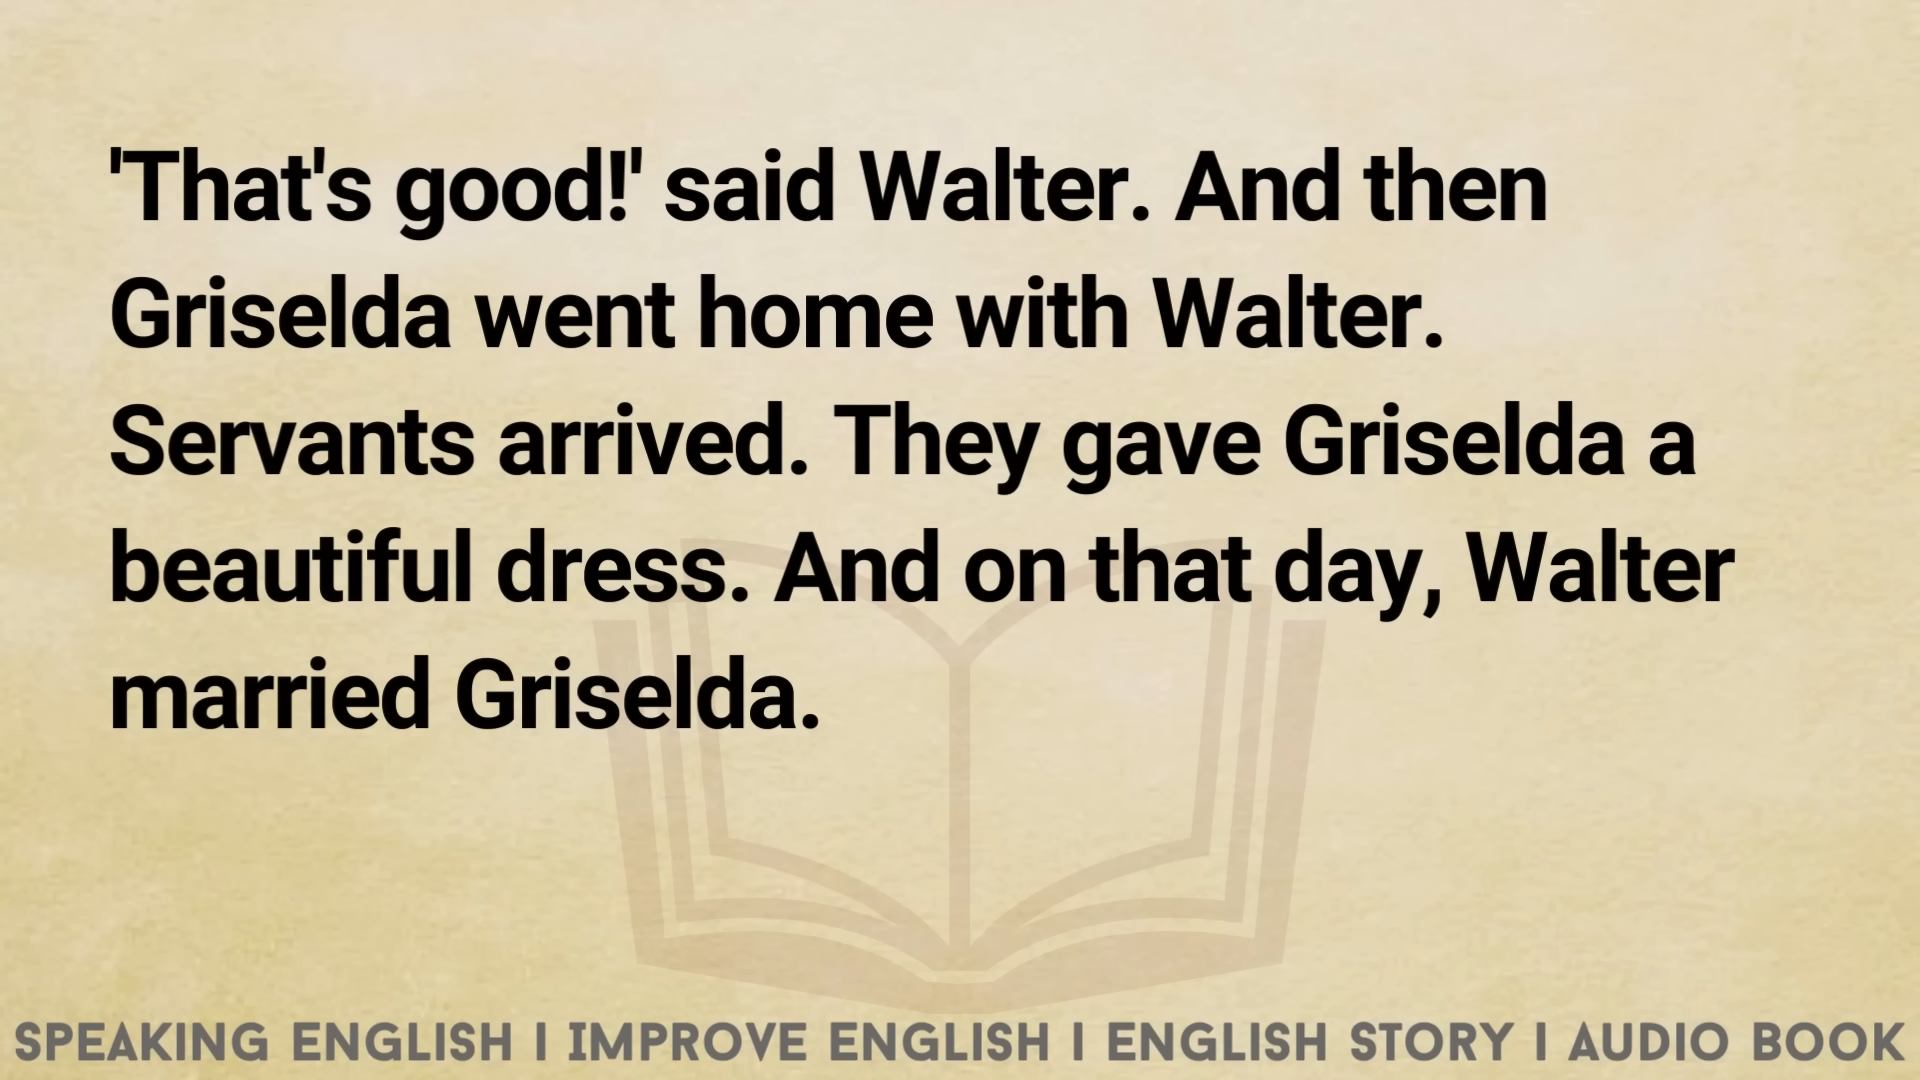 'That's good!' said Walter. And then
Griselda went home with Walter.
Servants arrived. They gave Griselda a
beautiful dress. And on that day, Walter
married Griselda.
SPEAKING ENGLISH | IMPROVE ENGLISH | ENGLISH STORY | AUDIO BOOK